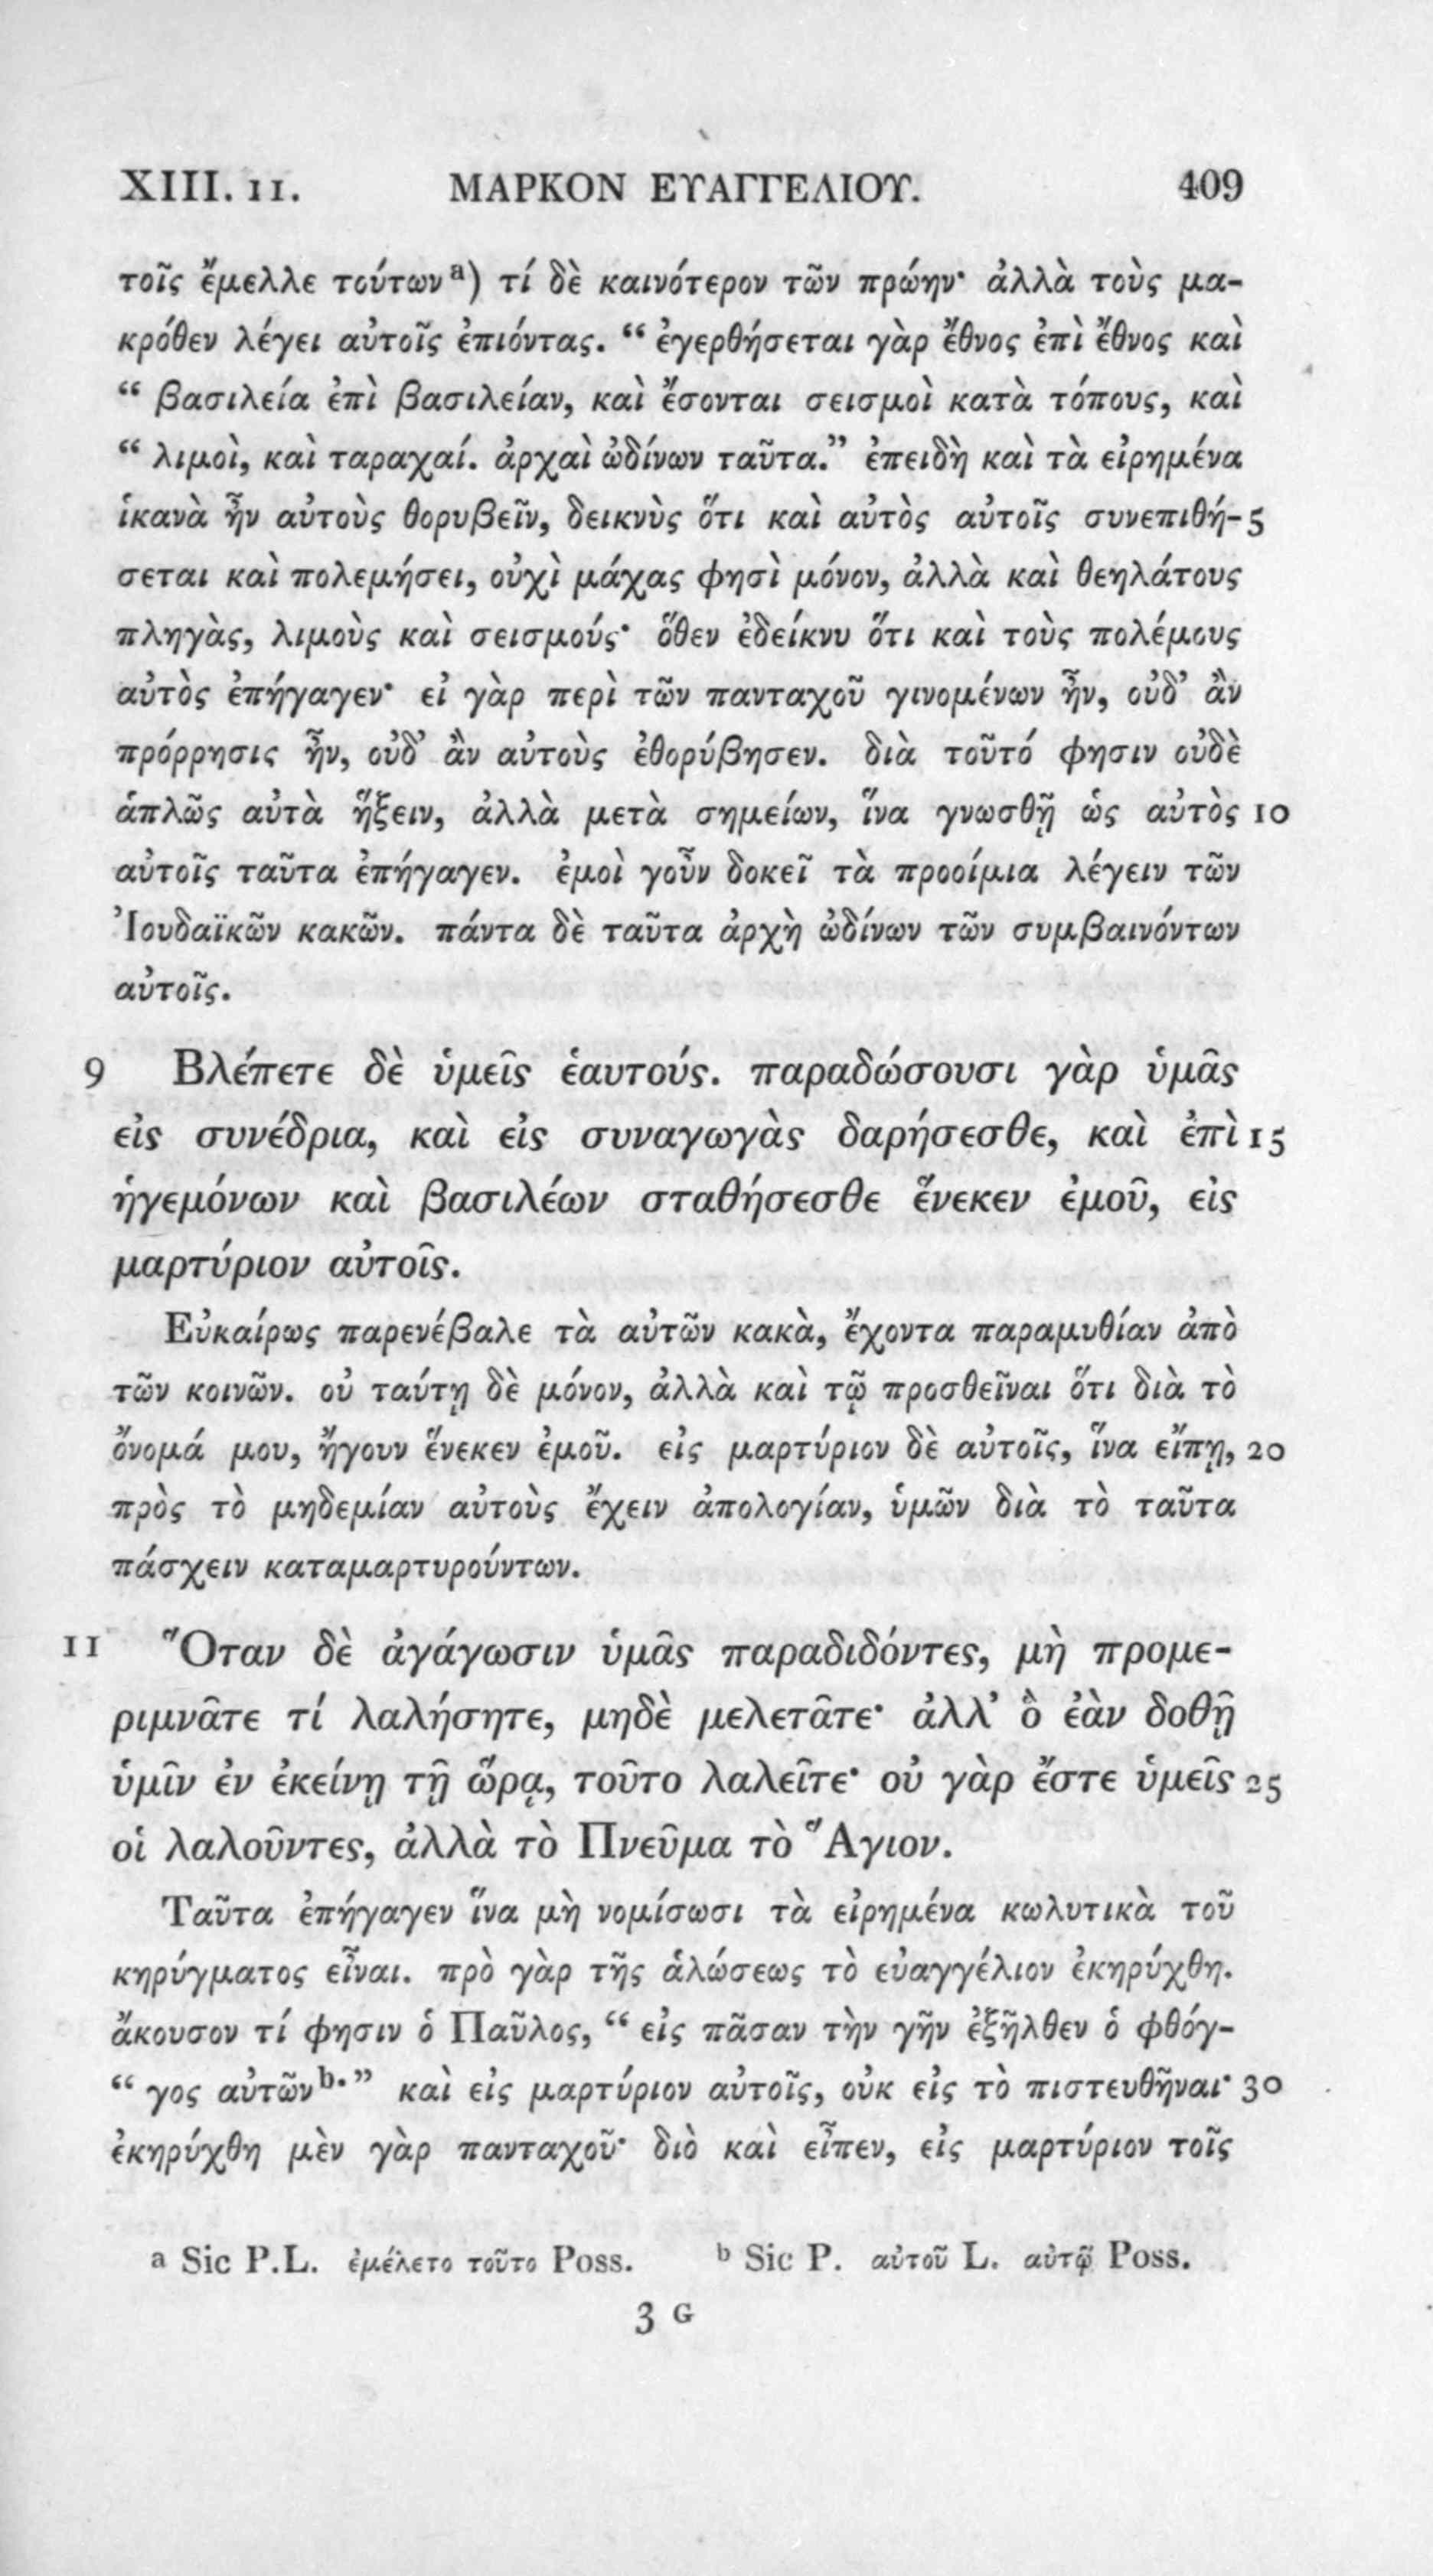 XIII. 11. ΜΑΡΚΟΝ ΕΥΑΓΓΕΛΙΟΥ. 409
τοῖς ἔμελλε τούτων a) τί δὲ καινότερον τῶν πρώην· ἀλλὰ τοὺς μα-
κρόθεν λέγει αὐτοῖς ἐπιόντας. “ ἐγερθήσεται γὰρ ἔθνος ἐπὶ ἔθνος καὶ
“ βασιλεία ἐπὶ βασιλείαν, καὶ ἔσονται σεισμοὶ κατὰ τόπους, καὶ
“ λιμοὶ, καὶ ταραχαί. ἀρχαὶ ὠδίνων ταῦτα.” ἐπειδὴ καὶ τὰ εἰρημένα
ἱκανὰ ἦν αὐτοὺς θορυβεῖν, δεικνὺς ὅτι καὶ αὐτὸς αὐτοῖς συνεπιθή- 5
σεται καὶ πολεμήσει, οὐχὶ μάχας φησὶ μόνον, ἀλλὰ καὶ θεηλάτους
πληγὰς, λιμοὺς καὶ σεισμούς· ὅθεν ἐδείκνυ ὅτι καὶ τοὺς πολέμους
αὐτὸς ἐπήγαγεν· εἰ γὰρ περὶ τῶν πανταχοῦ γινομένων ἦν, οὐδ’ ἂν
πρόρρησις ἦν, οὐδ’ ἂν αὐτοὺς ἐθορύβησεν. διὰ τοῦτό φησιν οὐδὲ
ἁπλῶς αὐτὰ ἥξειν, ἀλλὰ μετὰ σημείων, ἵνα γνωσθῇ ὡς αὐτὸς 10
αὐτοῖς ταῦτα ἐπήγαγεν. ἐμοὶ γοῦν δοκεῖ τὰ προοίμια λέγειν τῶν
Ἰουδαϊκῶν κακῶν. πάντα δὲ ταῦτα ἀρχὴ ὠδίνων τῶν συμβαινόντων
αὐτοῖς.
9 Βλέπετε δὲ ὑμεῖς ἑαυτούς. παραδώσουσι γὰρ ὑμᾶς
εἰς συνέδρια, καὶ εἰς συναγωγὰς δαρήσεσθε, καὶ ἐπὶ 15
ἡγεμόνων καὶ βασιλέων σταθήσεσθε ἕνεκεν ἐμοῦ, εἰς
μαρτύριον αὐτοῖς.
Εὐκαίρως παρενέβαλε τὰ αὐτῶν κακὰ, ἔχοντα παραμυθίαν ἀπὸ
τῶν κοινῶν. οὐ ταύτῃ δὲ μόνον, ἀλλὰ καὶ τῷ προσθεῖναι ὅτι διὰ τὸ
ὄνομά μου, ἤγουν ἕνεκεν ἐμοῦ. εἰς μαρτύριον δὲ αὐτοῖς, ἵνα εἴπῃ, 20
πρὸς τὸ μηδεμίαν αὐτοὺς ἔχειν ἀπολογίαν, ὑμῶν διὰ τὸ ταῦτα
πάσχειν καταμαρτυρούντων.
11 Ὅταν δὲ ἀγάγωσιν ὑμᾶς παραδιδόντες, μὴ προμε-
ριμνᾶτε τί λαλήσητε, μηδὲ μελετᾶτε· ἀλλ’ ὃ ἐὰν δοθῇ
ὑμῖν ἐν ἐκείνῃ τῇ ὥρᾳ, τοῦτο λαλεῖτε· οὐ γὰρ ἔστε ὑμεῖς 25
οἱ λαλοῦντες, ἀλλὰ τὸ Πνεῦμα τὸ Ἅγιον.
Ταῦτα ἐπήγαγεν ἵνα μὴ νομίσωσι τὰ εἰρημένα κωλυτικὰ τοῦ
κηρύγματος εἶναι. πρὸ γὰρ τῆς ἁλώσεως τὸ εὐαγγέλιον ἐκηρύχθη.
ἄκουσον τί φησιν ὁ Παῦλος, “ εἰς πᾶσαν τὴν γῆν ἐξῆλθεν ὁ φθόγ-
“ γος αὐτῶν b·” καὶ εἰς μαρτύριον αὐτοῖς, οὐκ εἰς τὸ πιστευθῆναι· 30
ἐκηρύχθη μὲν γὰρ πανταχοῦ· διὸ καὶ εἶπεν, εἰς μαρτύριον τοῖς
a Sic P. L. ἐμέλετο τοῦτο Poss. b Sic P. αὐτοῦ L. αὐτῷ Poss.
3 G